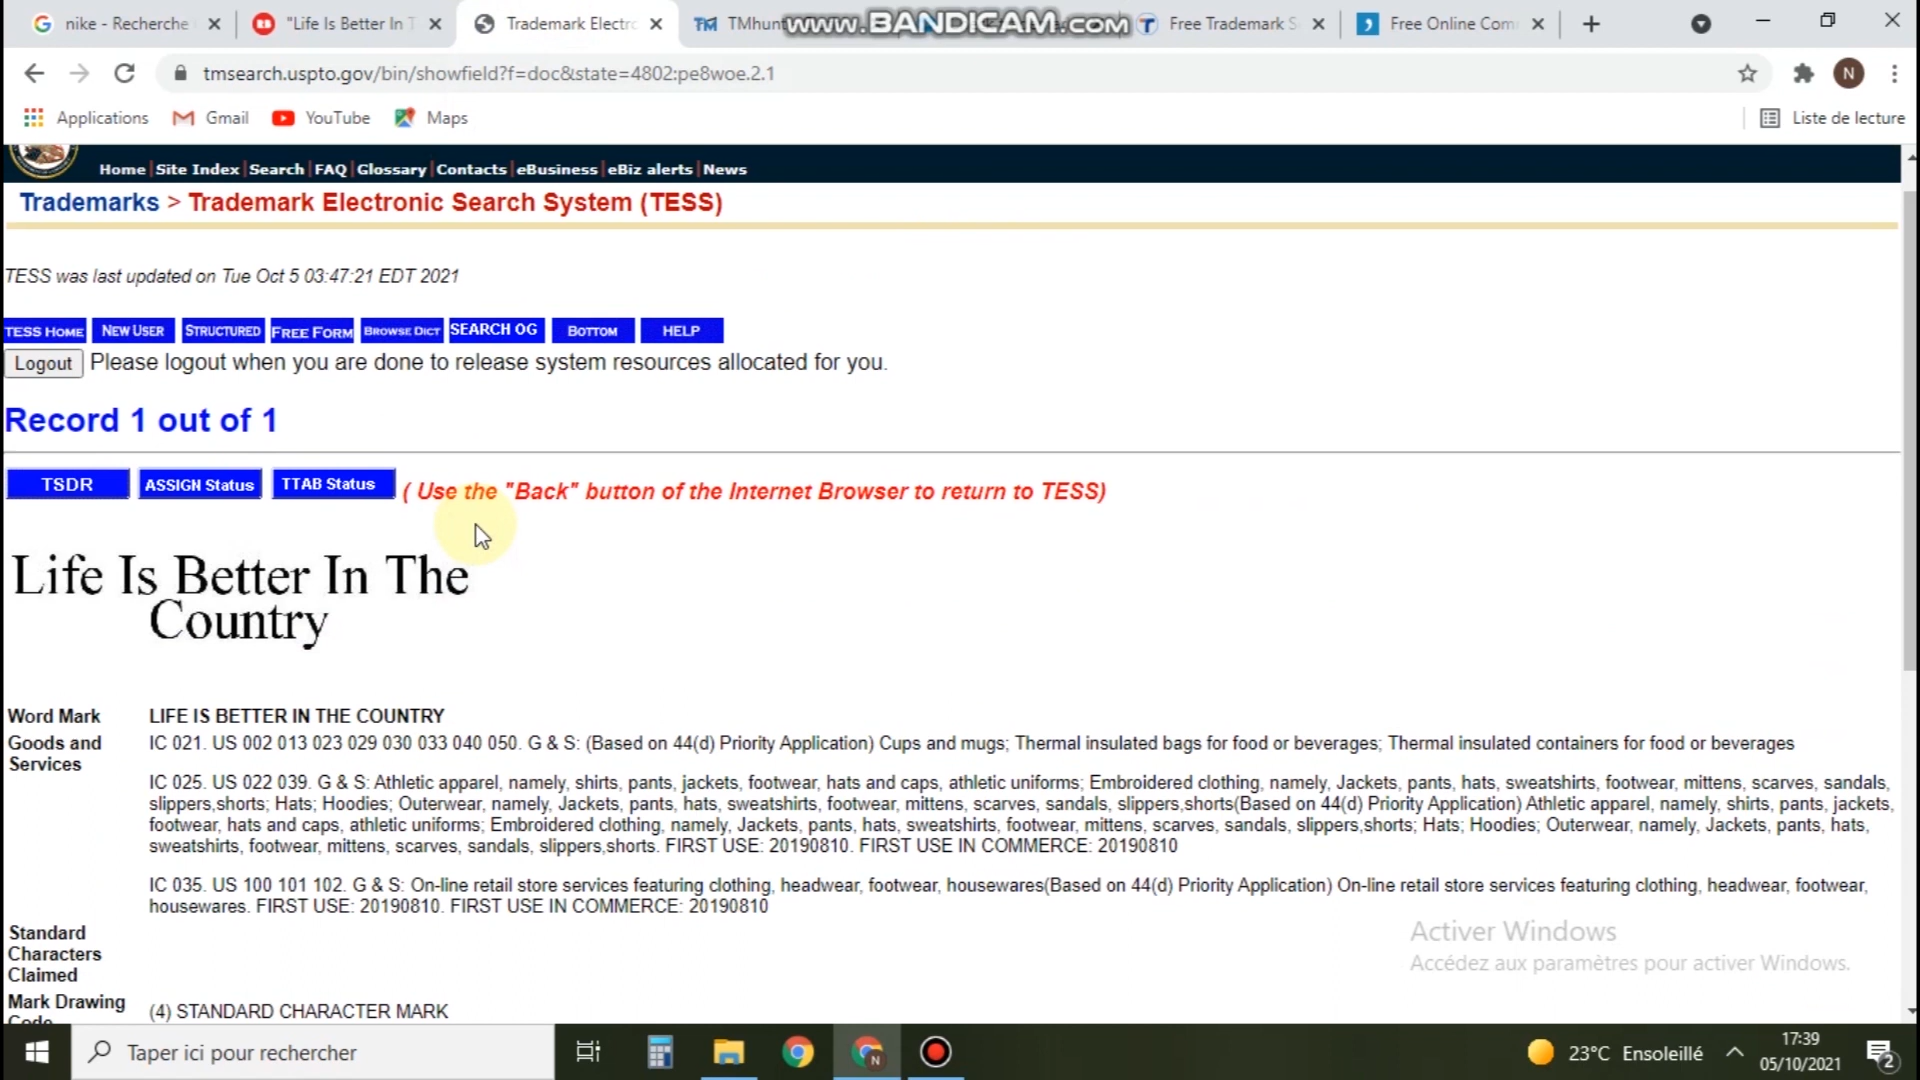 nike - Recherche
"Life Is Better In T
Trademark Electro
TMhun
www.BANDICAM.com
Free Trademark S
Free Online Com
tmsearch.uspto.gov/bin/showfield?f=doc&state=4802:pe8woe.2.1
N
Applications
Gmail
YouTube
Maps
Liste de lecture
Home | Site Index | Search | FAQ | Glossary | Contacts | eBusiness | eBiz alerts | News
Trademarks > Trademark Electronic Search System (TESS)
TESS was last updated on Tue Oct 5 03:47:21 EDT 2021
TESS HOME NEW USER STRUCTURED FREE FORM BROWSE DICT SEARCH OG BOTTOM HELP
Logout Please logout when you are done to release system resources allocated for you.
Record 1 out of 1
TSDR ASSIGN Status TTAB Status ( Use the "Back" button of the Internet Browser to return to TESS)
Life Is Better In The
Country
Word Mark LIFE IS BETTER IN THE COUNTRY
Goods and Services
IC 021. US 002 013 023 029 030 033 040 050. G & S: (Based on 44(d) Priority Application) Cups and mugs; Thermal insulated bags for food or beverages; Thermal insulated containers for food or beverages
IC 025. US 022 039. G & S: Athletic apparel, namely, shirts, pants, jackets, footwear, hats and caps, athletic uniforms; Embroidered clothing, namely, Jackets, pants, hats, sweatshirts, footwear, mittens, scarves, sandals,
slippers,shorts; Hats; Hoodies; Outerwear, namely, Jackets, pants, hats, sweatshirts, footwear, mittens, scarves, sandals, slippers,shorts(Based on 44(d) Priority Application) Athletic apparel, namely, shirts, pants, jackets,
footwear, hats and caps, athletic uniforms; Embroidered clothing, namely, Jackets, pants, hats, sweatshirts, footwear, mittens, scarves, sandals, slippers,shorts; Hats; Hoodies; Outerwear, namely, Jackets, pants, hats,
sweatshirts, footwear, mittens, scarves, sandals, slippers,shorts. FIRST USE: 20190810. FIRST USE IN COMMERCE: 20190810
IC 035. US 100 101 102. G & S: On-line retail store services featuring clothing, headwear, footwear, housewares(Based on 44(d) Priority Application) On-line retail store services featuring clothing, headwear, footwear,
housewares. FIRST USE: 20190810. FIRST USE IN COMMERCE: 20190810
Standard
Characters
Claimed
Mark Drawing
Code
(4) STANDARD CHARACTER MARK
Activer Windows
Accédez aux paramètres pour activer Windows.
Taper ici pour rechercher
N
23°C Ensoleillé
17:39
05/10/2021
2